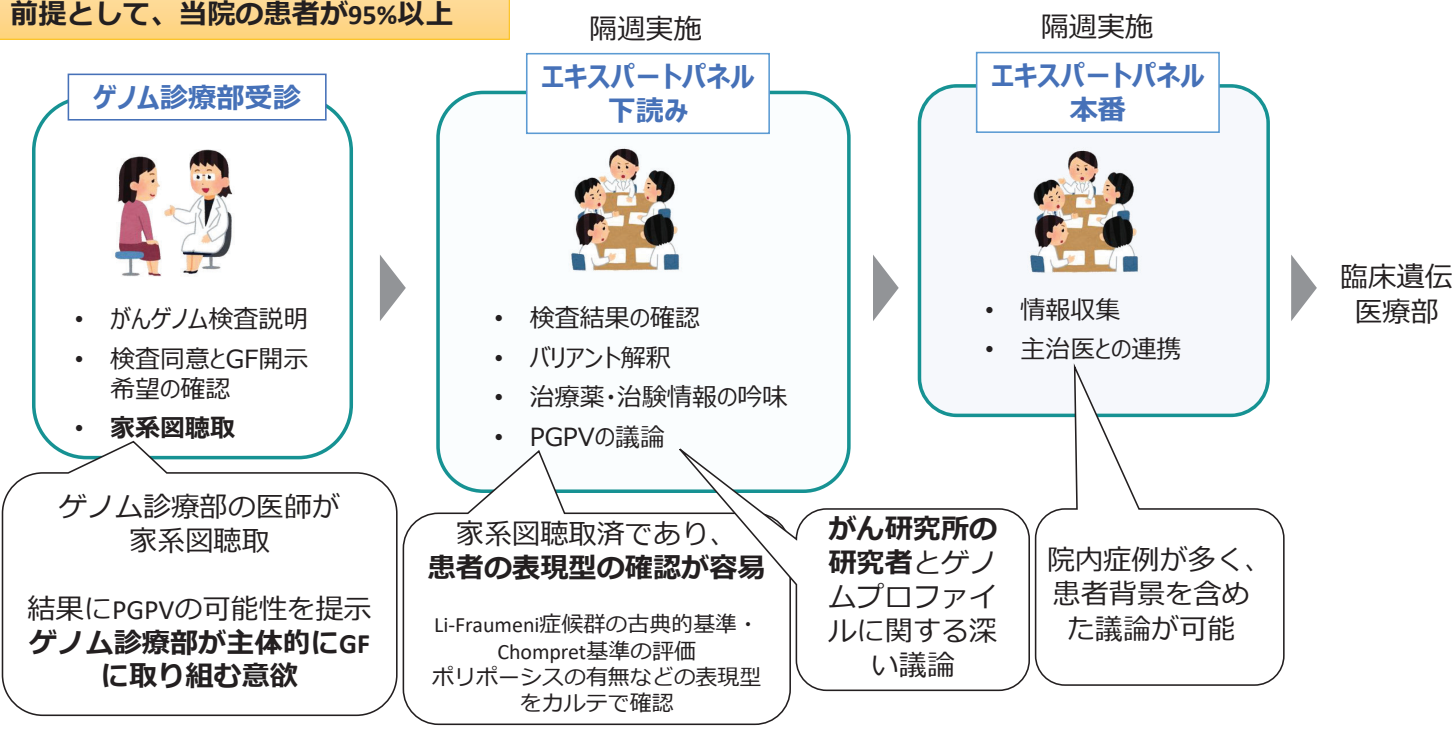 前提として、当院の患者が95%以上
ゲノム診療部受診
• がんゲノム検査説明
• 検査同意とGF開示
希望の確認
• 家系図聴取
ゲノム診療部の医師が
家系図聴取
結果にPGPVの可能性を提示
ゲノム診療部が主体的にGF
に取り組む意欲
隔週実施
エキスパートパネル
下読み
• 検査結果の確認
• バリアント解釈
• 治療薬・治験情報の吟味
• PGPVの議論
家系図聴取済であり、
患者の表現型の確認が容易
Li-Fraumeni症候群の古典的基準・
Chompret基準の評価
ポリポーシスの有無などの表現型
をカルテで確認
がん研究所の
研究者とゲノ
ムプロファイ
ルに関する深
い議論
隔週実施
エキスパートパネル
本番
• 情報収集
• 主治医との連携
院内症例が多く、
患者背景を含め
た議論が可能
臨床遺伝
医療部